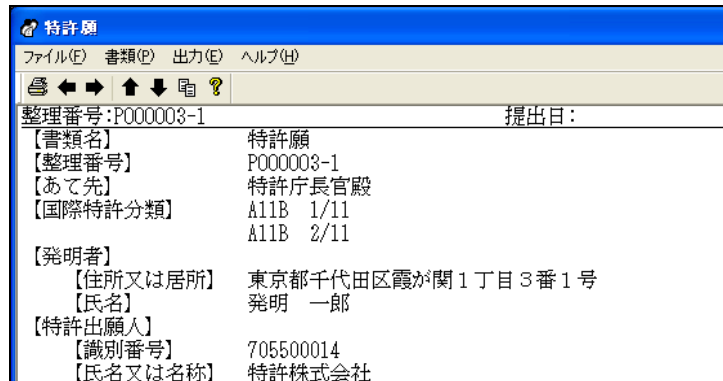 特許願
ファイル(F) 書類(P) 出力(E) ヘルプ(H)
整理番号:P000003-1 提出日:
【書類名】 特許願
【整理番号】 P000003-1
【あて先】 特許庁長官殿
【国際特許分類】 A11B 1/11
A11B 2/11
【発明者】
【住所又は居所】 東京都千代田区霞が関1丁目3番1号
【氏名】 発明 一郎
【特許出願人】
【識別番号】 705500014
【氏名又は名称】 特許株式会社